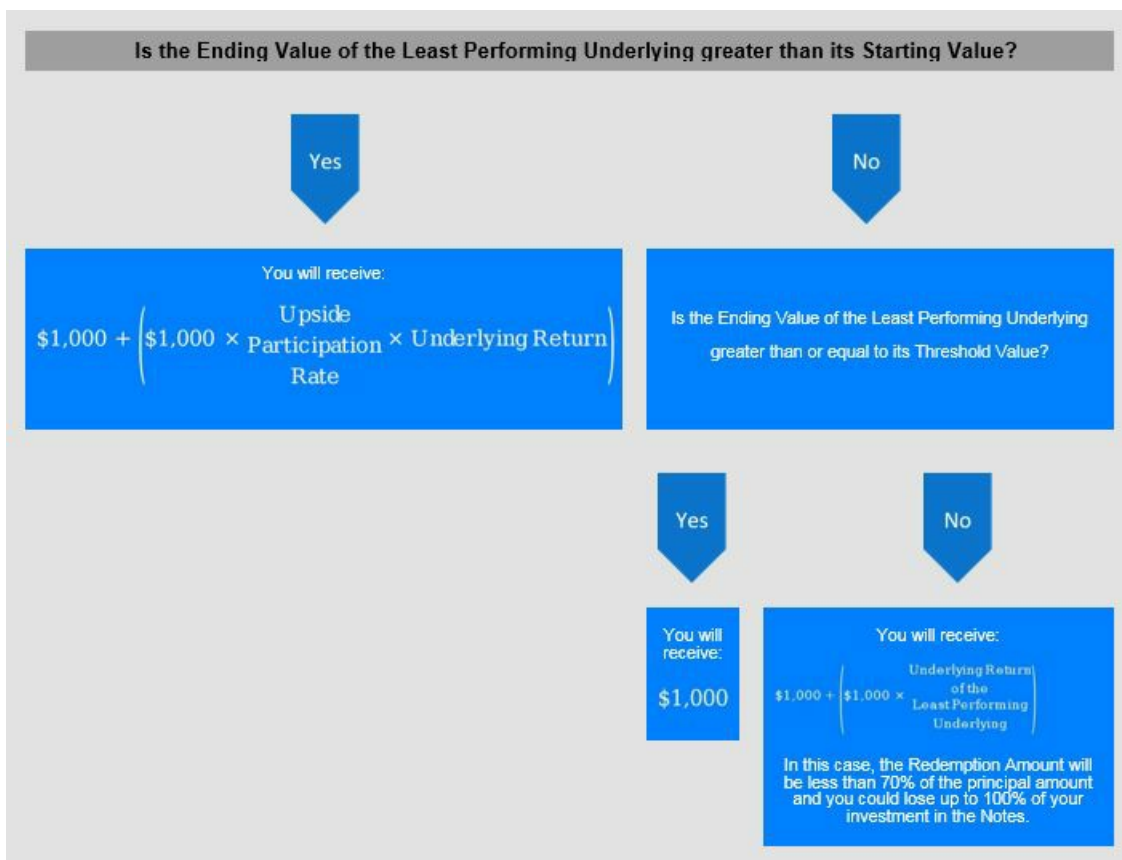 Is the Ending Value of the Least Performing Underlying greater than its Starting Value?
Yes
No
You will receive:
$1,000 + ($1,000 × Upside Participation Rate × Underlying Return)
Is the Ending Value of the Least Performing Underlying
greater than or equal to its Threshold Value?
Yes
No
You will
receive:
$1,000
You will receive:
$1,000 + ($1,000 × Underlying Return of the Least Performing Underlying)
In this case, the Redemption Amount will
be less than 70% of the principal amount
and you could lose up to 100% of your
investment in the Notes.